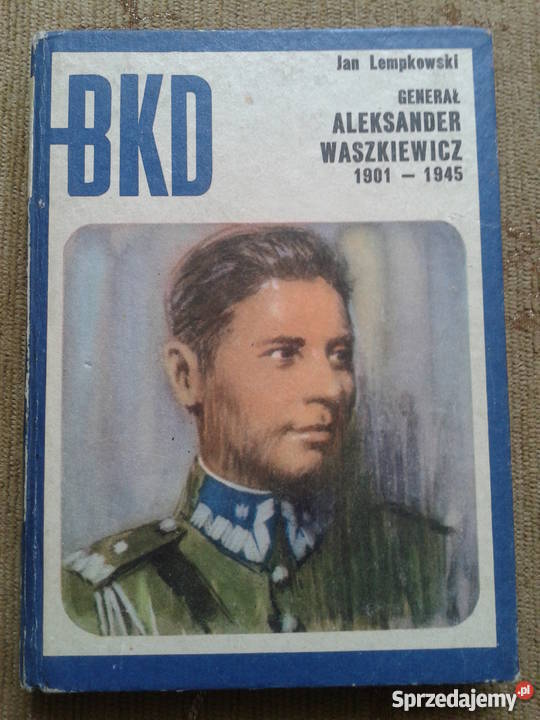 Jan Lempkowski
BKD
GENERAŁ
ALEKSANDER
WASZKIEWICZ
1901 – 1945
Sprzedajemy.pl